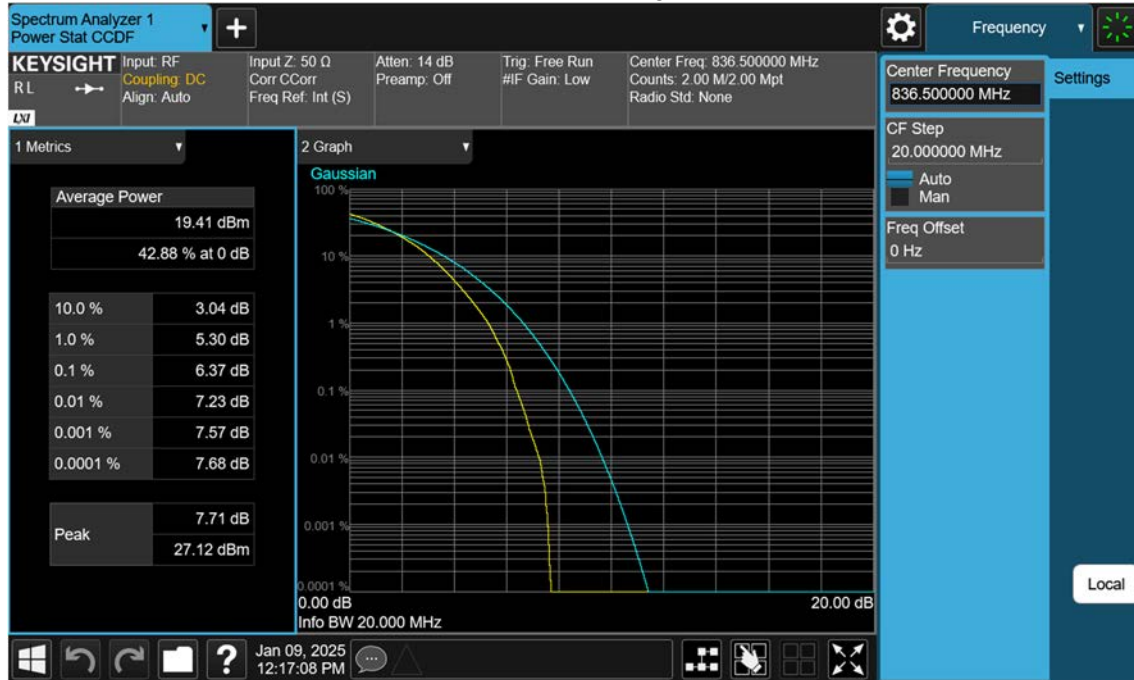 Spectrum Analyzer 1
Power Stat CCDF
Frequency
KEYSIGHT
R L
LXI
Input: RF
Coupling: DC
Align: Auto
Input Z: 50 Ω
Corr CCorr
Freq Ref: Int (S)
Atten: 14 dB
Preamp: Off
Trig: Free Run
#IF Gain: Low
Center Freq: 836.500000 MHz
Counts: 2.00 M/2.00 Mpt
Radio Std: None
Center Frequency
836.500000 MHz
Settings
CF Step
20.000000 MHz
Auto
Man
Freq Offset
0 Hz
1 Metrics
Average Power
19.41 dBm
42.88 % at 0 dB
10.0 % 3.04 dB
1.0 % 5.30 dB
0.1 % 6.37 dB
0.01 % 7.23 dB
0.001 % 7.57 dB
0.0001 % 7.68 dB
Peak
7.71 dB
27.12 dBm
2 Graph
Gaussian
100 %
10 %
1 %
0.1 %
0.01 %
0.001 %
0.0001 %
0.00 dB 20.00 dB
Info BW 20.000 MHz
Local
?
Jan 09, 2025
12:17:08 PM